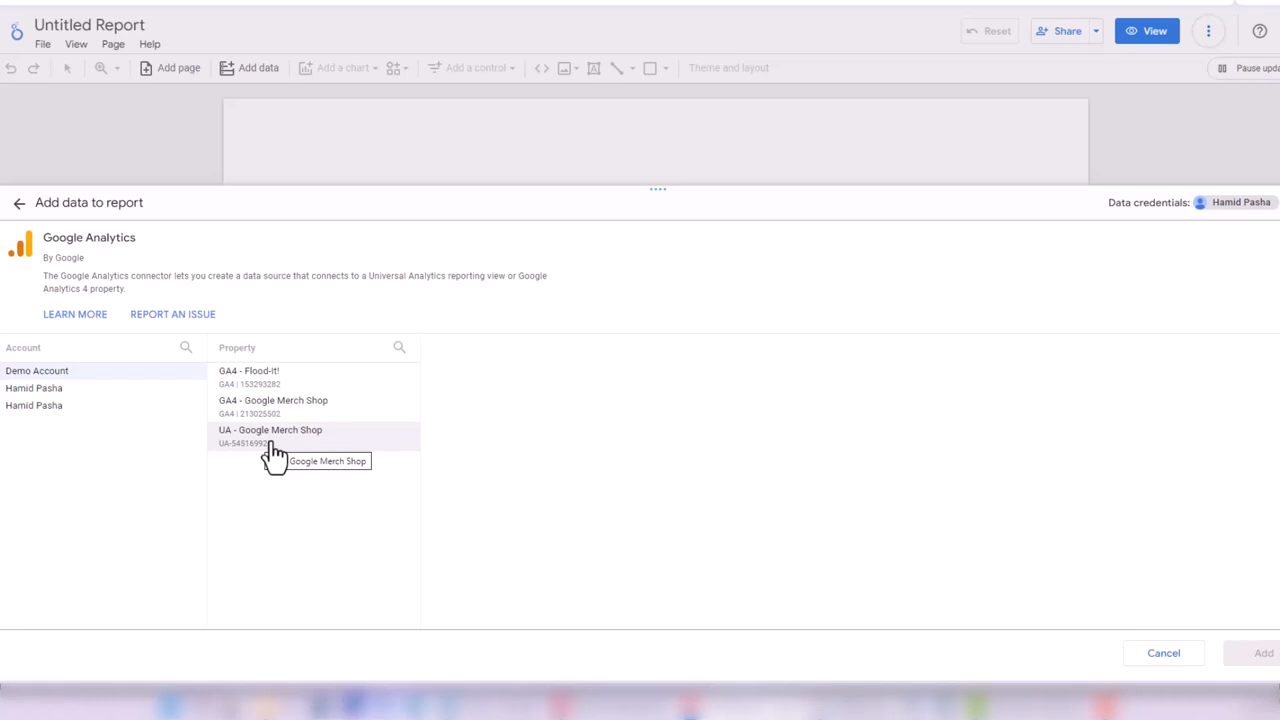 Untitled Report
File View Page Help
Reset Share View
Add page Add data Add a chart Add a control Theme and layout Pause
Add data to report
Data credentials: Hamid Pasha
Google Analytics
By Google
The Google Analytics connector lets you create a data source that connects to a Universal Analytics reporting view or Google
Analytics 4 property.
LEARN MORE REPORT AN ISSUE
Account Property
Demo Account
Hamid Pasha
Hamid Pasha
GA4 - Flood-It!
GA4 | 153293282
GA4 - Google Merch Shop
GA4 | 213025502
UA - Google Merch Shop
UA-54516992
Google Merch Shop
Cancel Add